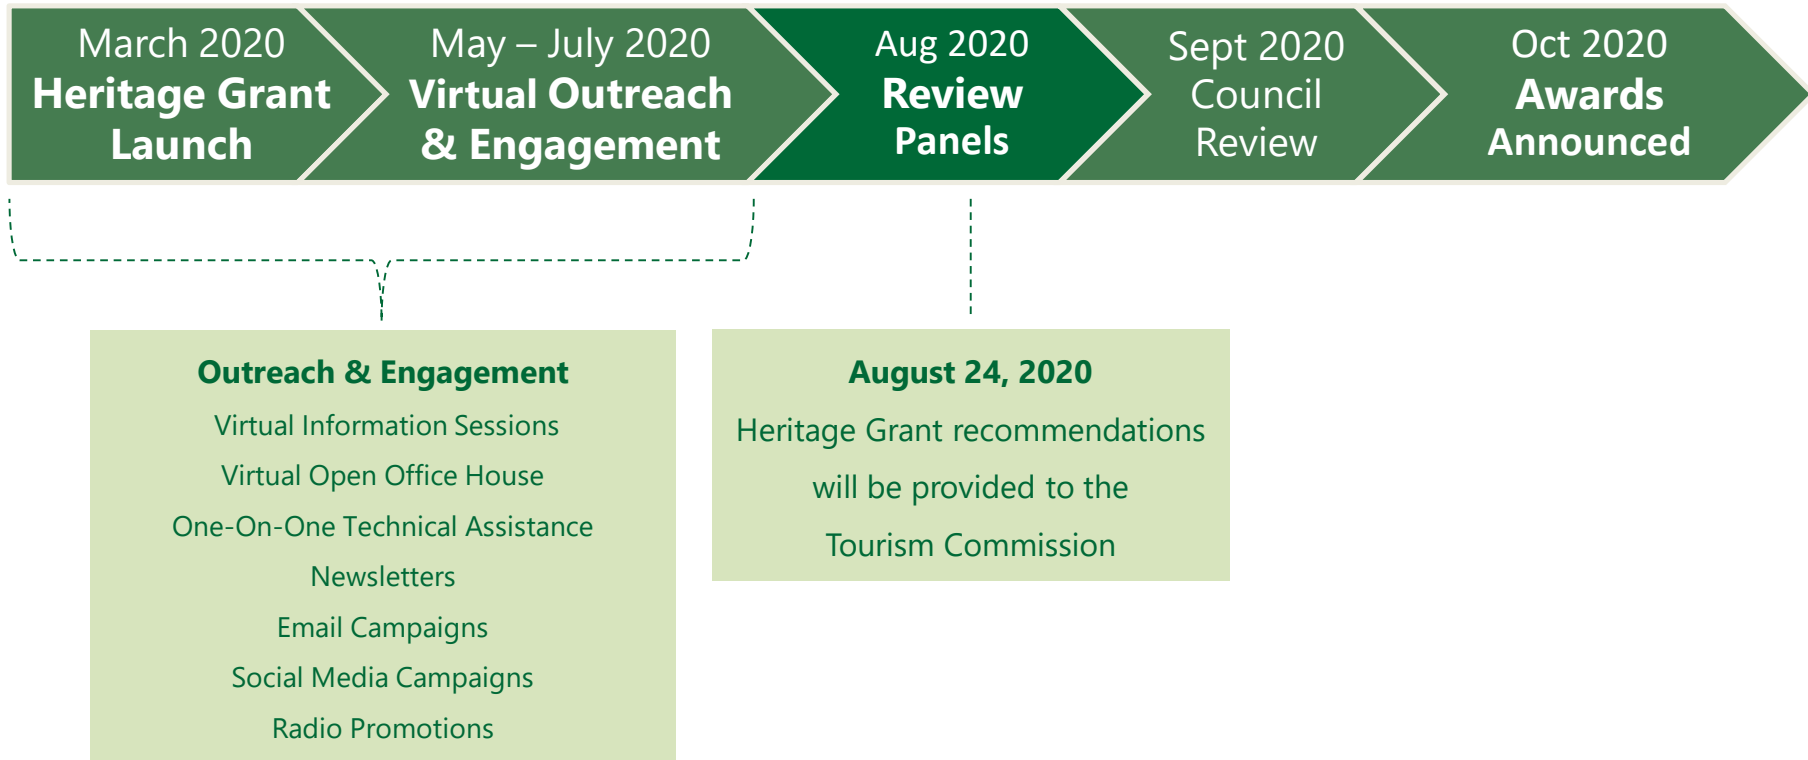 March 2020
Heritage Grant
Launch
May – July 2020
Virtual Outreach
& Engagement
Aug 2020
Review
Panels
Sept 2020
Council
Review
Oct 2020
Awards
Announced
Outreach & Engagement
Virtual Information Sessions
Virtual Open Office House
One-On-One Technical Assistance
Newsletters
Email Campaigns
Social Media Campaigns
Radio Promotions
August 24, 2020
Heritage Grant recommendations
will be provided to the
Tourism Commission